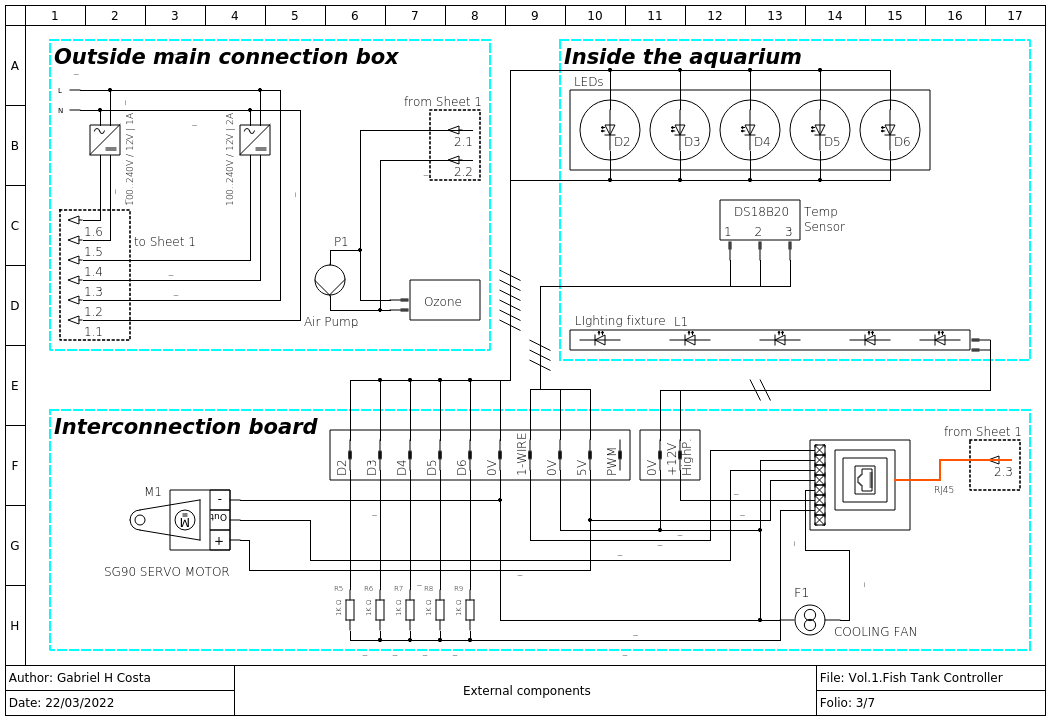 1 2 3 4 5 6 7 8 9 10 11 12 13 14 15 16 17
A
B
C
D
E
F
G
H
Outside main connection box
L
N
100..240V / 12V | 1A
100..240V / 12V | 2A
from Sheet 1
2.1
2.2
to Sheet 1
1.6
1.5
1.4
1.3
1.2
1.1
P1
Air Pump
Ozone
Inside the aquarium
LEDs
D2 D3 D4 D5 D6
DS18B20
1 2 3
Temp
Sensor
LIghting fixture L1
Interconnection board
D2 D3 D4 D5 D6 0V 1-WIRE 0V 5V PWM
0V +12V HighP.
from Sheet 1
2.3
RJ45
M1
M
-
Out
+
SG90 SERVO MOTOR
R5 R6 R7 R8 R9
1K Ω 1K Ω 1K Ω 1K Ω 1K Ω
F1
COOLING FAN
Author: Gabriel H Costa
Date: 22/03/2022
External components
File: Vol.1.Fish Tank Controller
Folio: 3/7